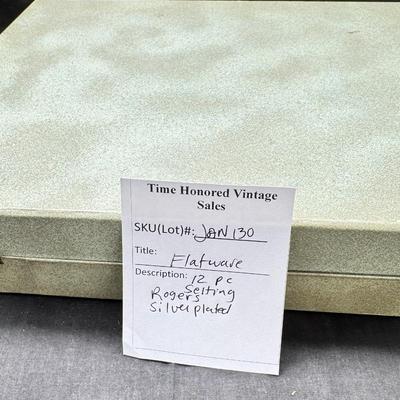 Time Honored Vintage
Sales
SKU(Lot)#: JAN 130
Title: Flatware
Description: 12 pc
Setting
Rogers
Silverplated